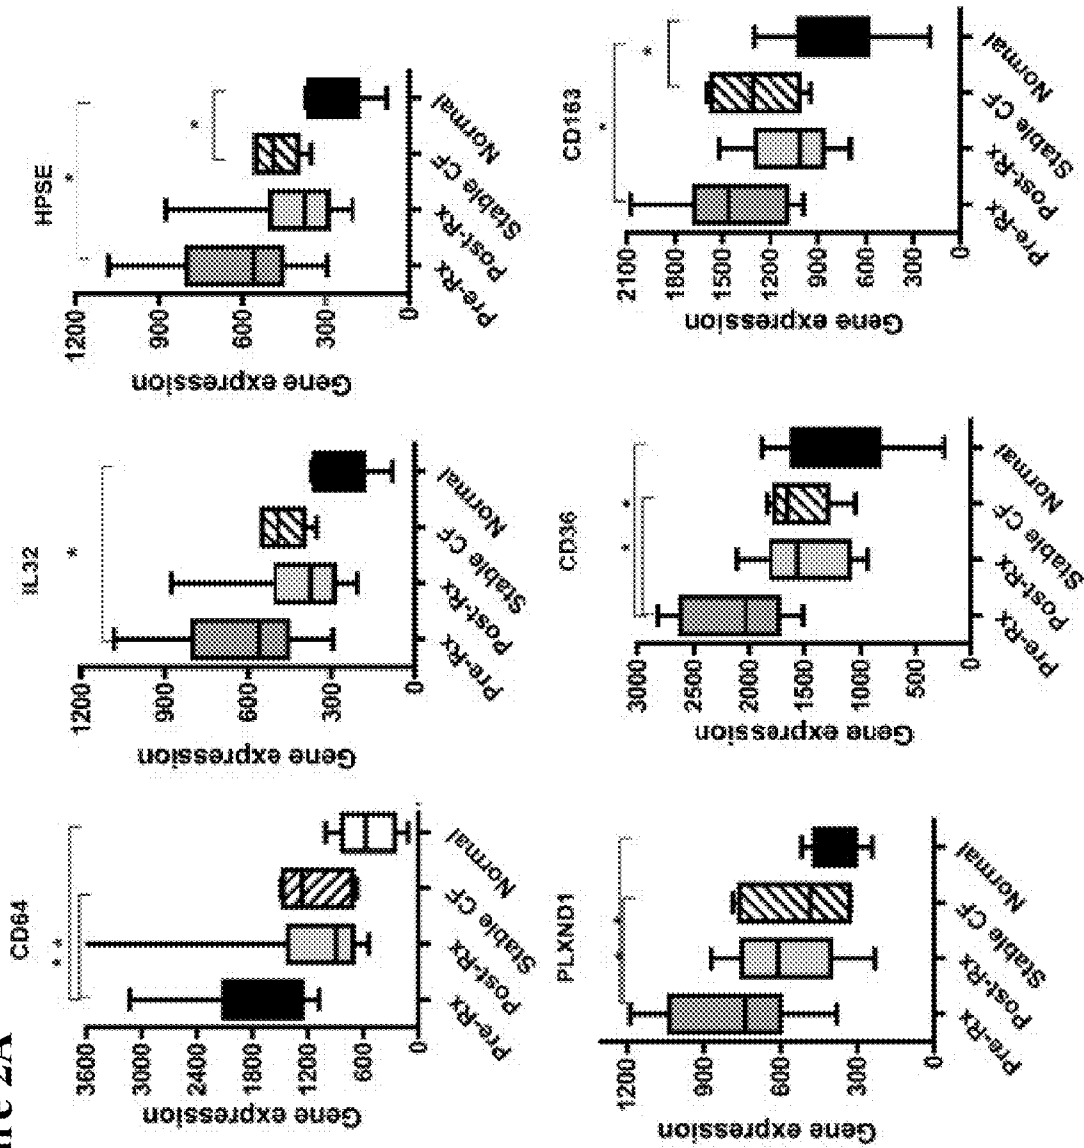 2A
CD64
Gene expression
3600
3000
2400
1800
1200
600
0
* *
Pre-Rx
Post-Rx
Stable CF
Normal
IL32
Gene expression
1200
900
600
300
0
*
Pre-Rx
Post-Rx
Stable CF
Normal
HPSE
Gene expression
1200
900
600
300
0
*
*
Pre-Rx
Post-Rx
Stable CF
Normal
PLXND1
Gene expression
1200
900
600
300
0
* *
Pre-Rx
Post-Rx
Stable CF
Normal
CD36
Gene expression
3000
2500
2000
1500
1000
500
0
* *
Pre-Rx
Post-Rx
Stable CF
Normal
CD163
Gene expression
2100
1800
1500
1200
900
600
300
0
*
*
Pre-Rx
Post-Rx
Stable CF
Normal